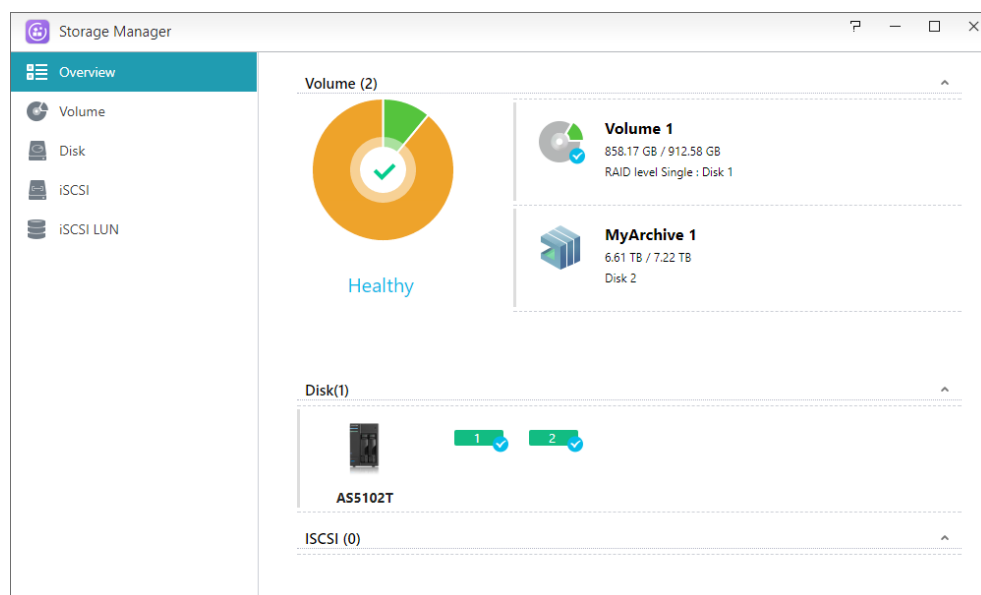 Storage Manager
Overview
Volume
Disk
iSCSI
iSCSI LUN
Volume (2)
Healthy
Volume 1
858.17 GB / 912.58 GB
RAID level Single : Disk 1
MyArchive 1
6.61 TB / 7.22 TB
Disk 2
Disk(1)
1
2
AS5102T
ISCSI (0)